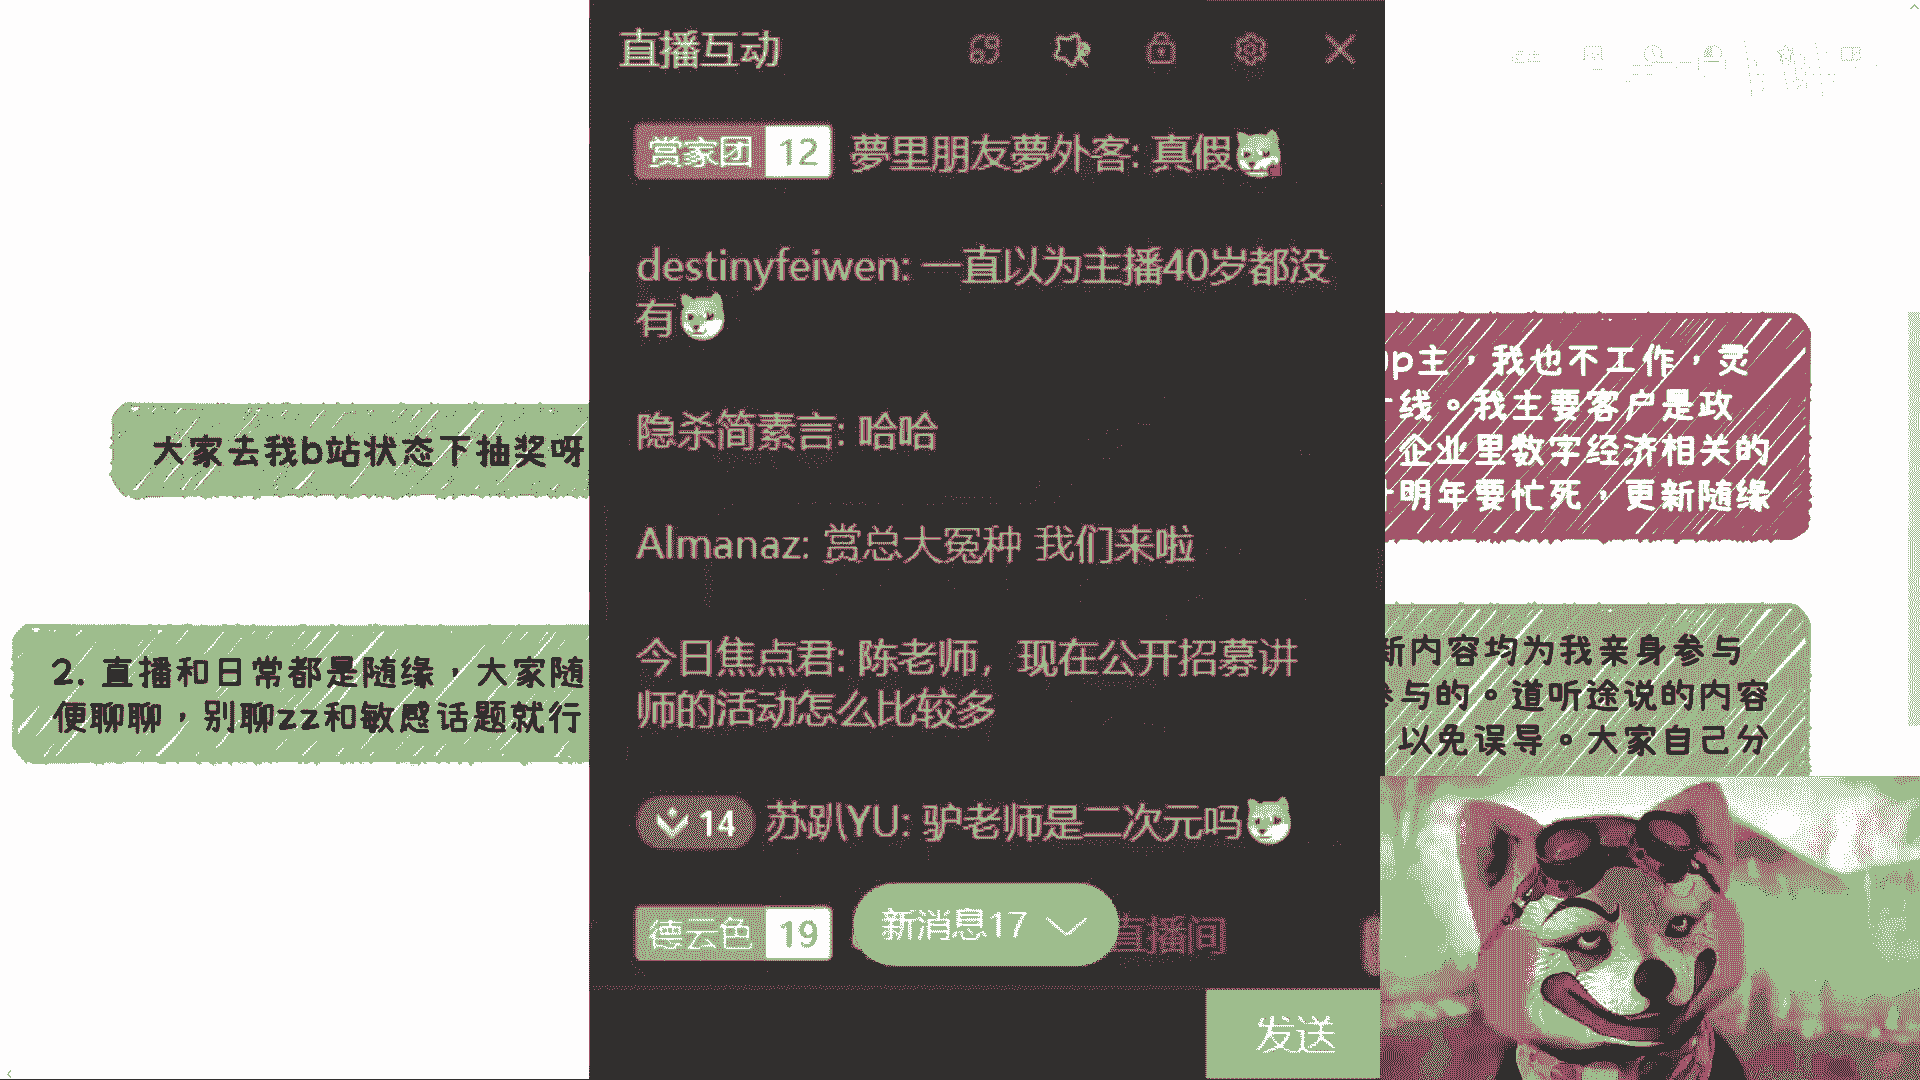 直播互动
赏家团 12 夢里朋友夢外客: 真假
destinyfeiwen: 一直以为主播40岁都没
有
隐杀简素言: 哈哈
Almanaz: 赏总大冤种 我们来啦
今日焦点君: 陈老师，现在公开招募讲
师的活动怎么比较多
14 苏趴YU: 驴老师是二次元吗
德云色 19 直播间
新消息17
发送
大家去我b站状态下抽奖呀
2. 直播和日常都是随缘，大家随
便聊聊，别聊zz和敏感话题就行
up主，我也不工作，灵
线。我主要客户是政
企业里数字经济相关的
明年要忙死，更新随缘
新内容均为我亲身参与
参与的。道听途说的内容
以免误导。大家自己分